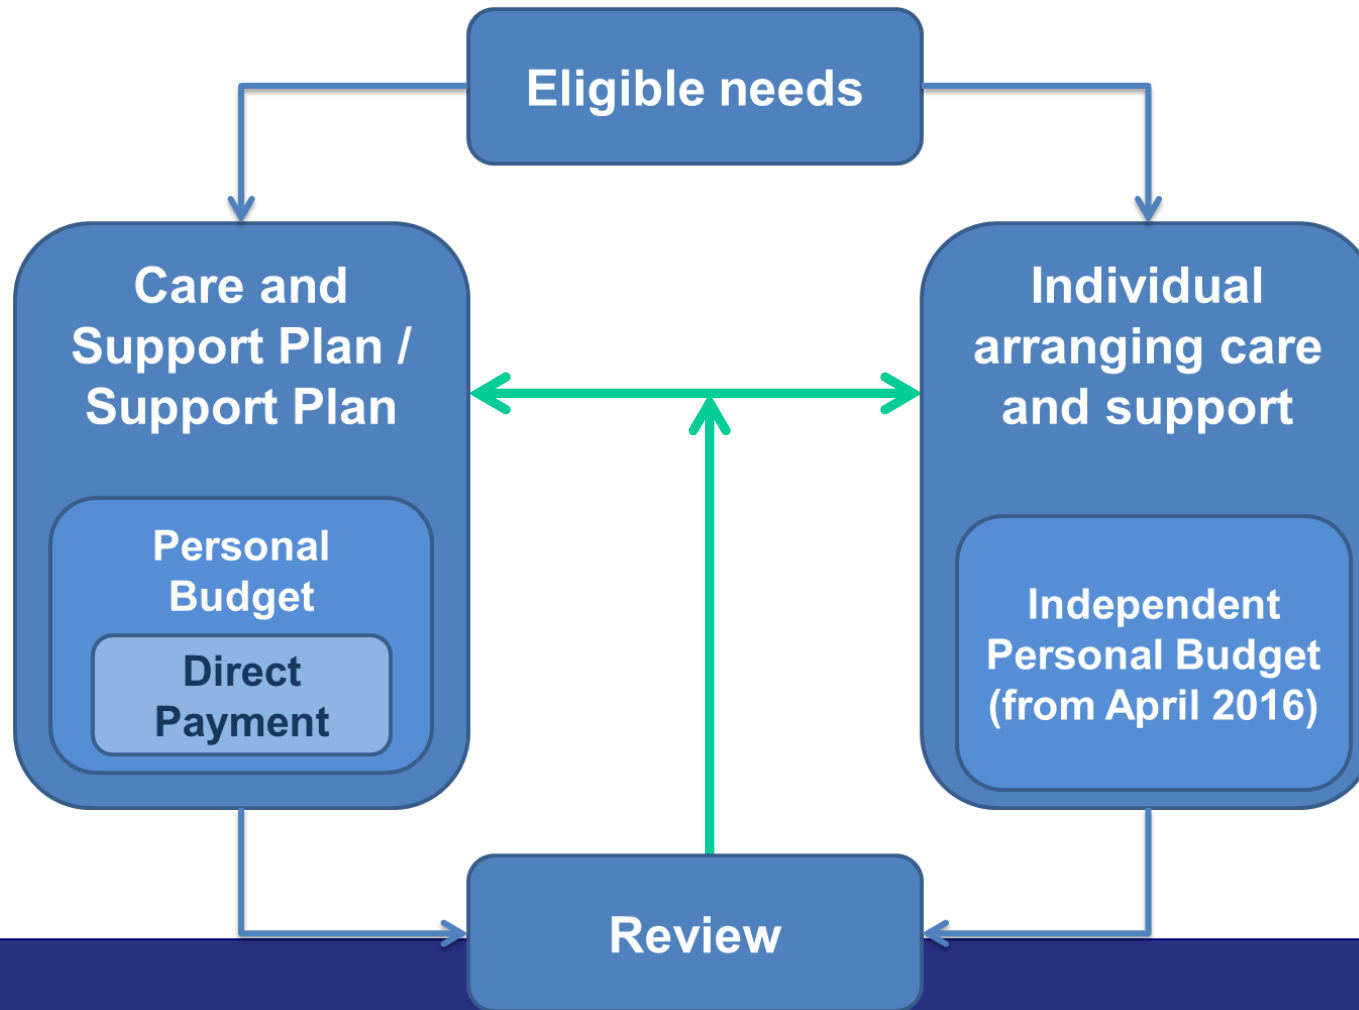 Eligible needs
Care and
Support Plan /
Support Plan
Personal
Budget
Direct
Payment
Individual
arranging care
and support
Independent
Personal Budget
(from April 2016)
Review